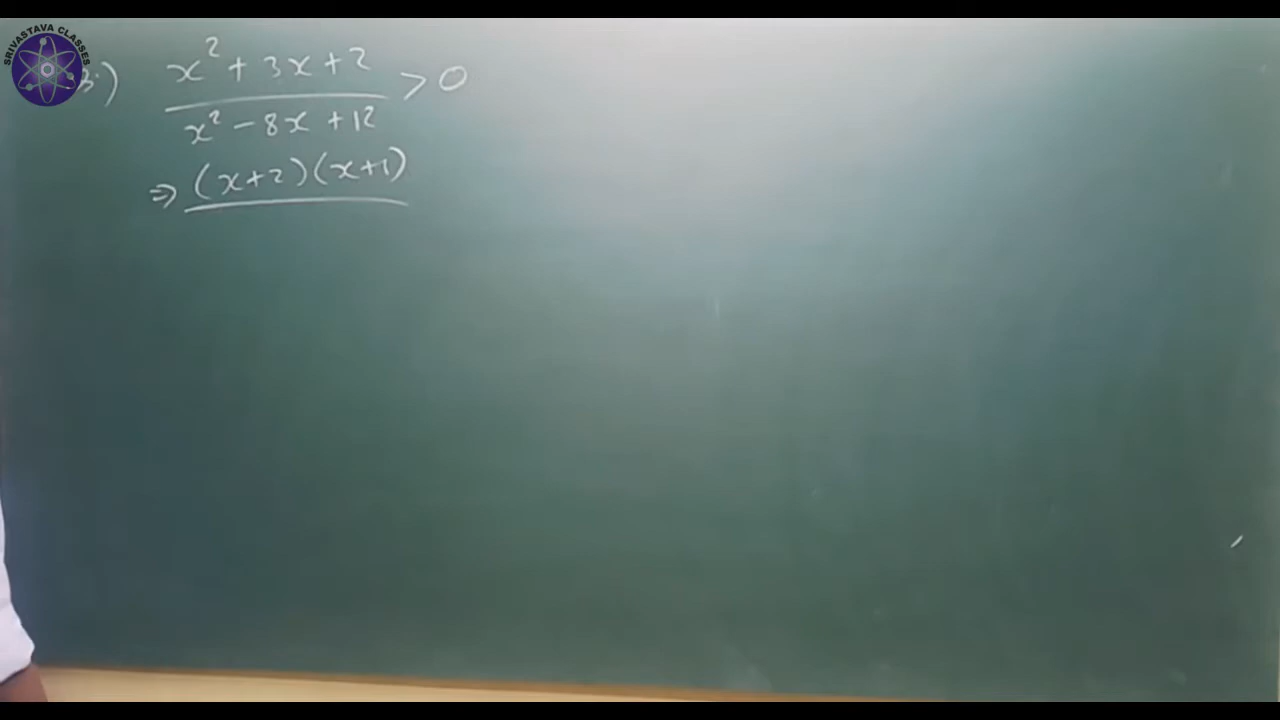 SRIVASTAVA CLASSES
3.)
x² + 3x + 2
/ x² - 8x + 12 > 0
⇒ (x+2)(x+1)